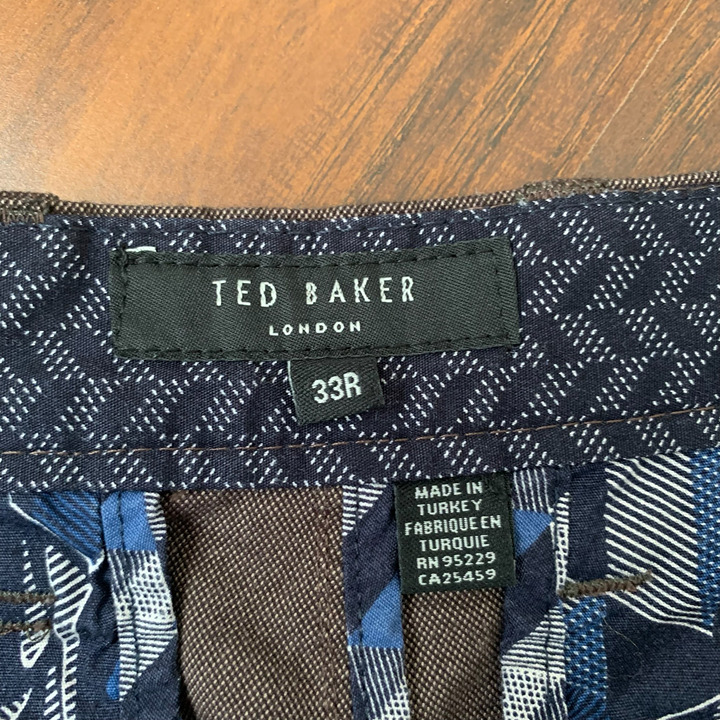 TED BAKER
LONDON
33R
MADE IN
TURKEY
FABRIQUE EN
TURQUIE
RN 95229
CA25459